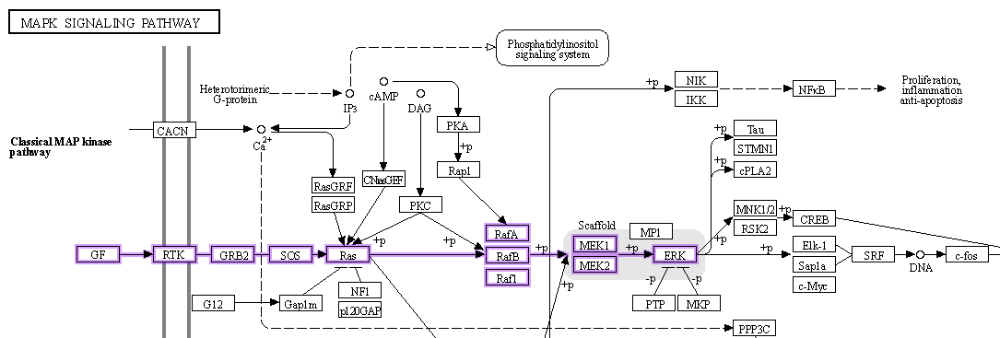 MAPK SIGNALING PATHWAY
Phosphatidylinositol
signaling system
Heterotorimeric
G-protein
IP3
cAMP
DAG
+p
NIK
IKK
NFκB
Proliferation,
inflammation
anti-apoptosis
CACN
Ca2+
PKA
+p
Rap1
Classical MAP kinase
pathway
RasGRF
RasGRP
CNrasGEF
PKC
Tau
STMN1
+p
cPLA2
+p
RafA
RafB
Raf1
Scaffold
MP1
MNK1/2
RSK2
+p
CREB
GF
RTK
GRB2
SOS
Ras
+p
+p
+p
MEK1
MEK2
+p
ERK
+p
+p
Elk-1
Sap1a
c-Myc
SRF
DNA
c-fos
G12
Gap1m
NF1
p120GAP
+p
-p
-p
PTP
MKP
PPP3C